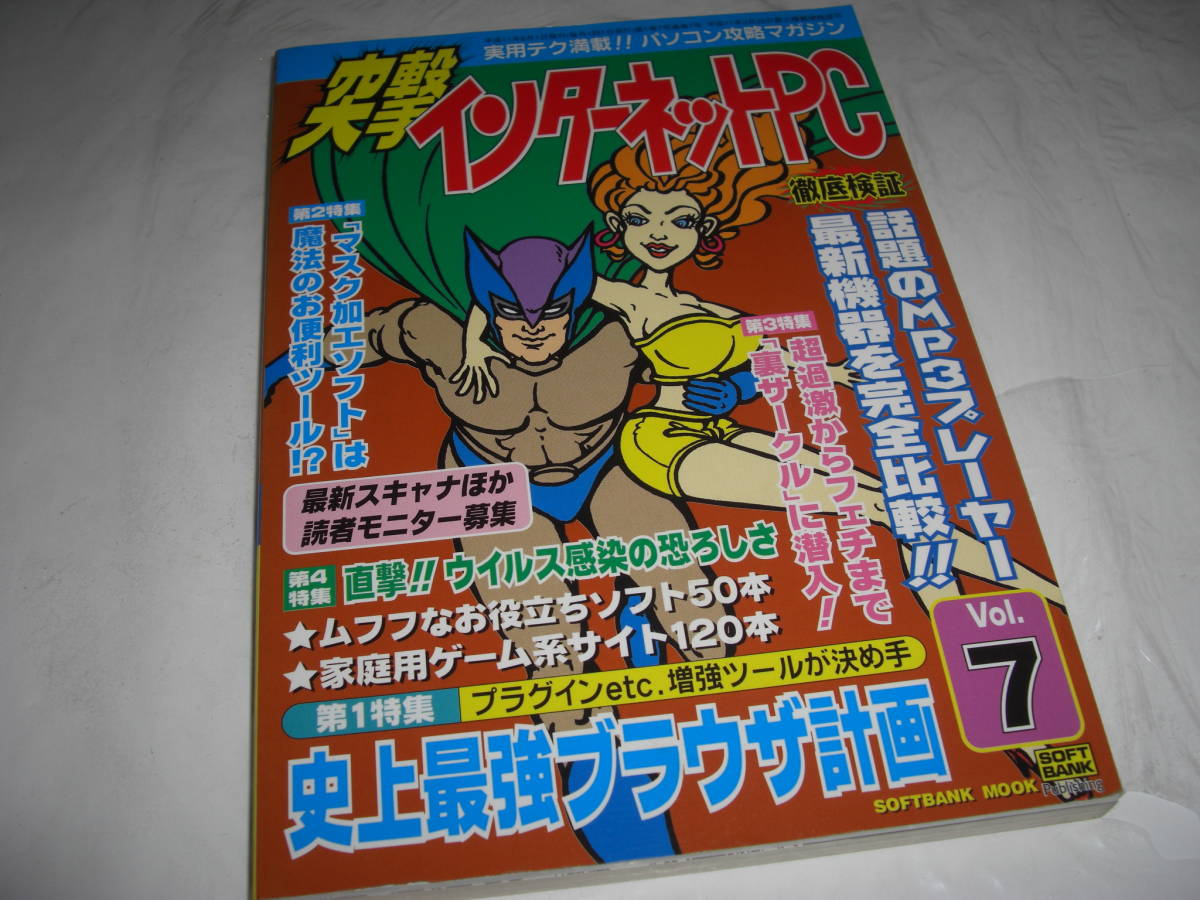 実用テク満載!! パソコン攻略マガジン
突撃
インターネットPC
徹底検証
話題のMP3プレーヤー
最新機器を完全比較!!
第2特集
「マスク加工ソフト」は
魔法のお便利ツール!?
第3特集
超過激からフェチまで
「裏サークル」に潜入!
最新スキャナほか
読者モニター募集
第4
特集
直撃!! ウイルス感染の恐ろしさ
★ムフフなお役立ちソフト50本
★家庭用ゲーム系サイト120本
第1特集
プラグインetc.増強ツールが決め手
史上最強ブラウザ計画
Vol.
7
SOFT
BANK
Publishing
SOFTBANK MOOK